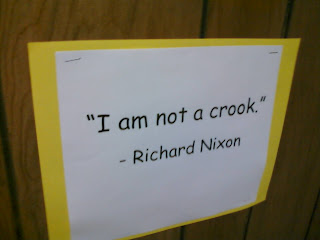 "I am not a crook."
- Richard Nixon